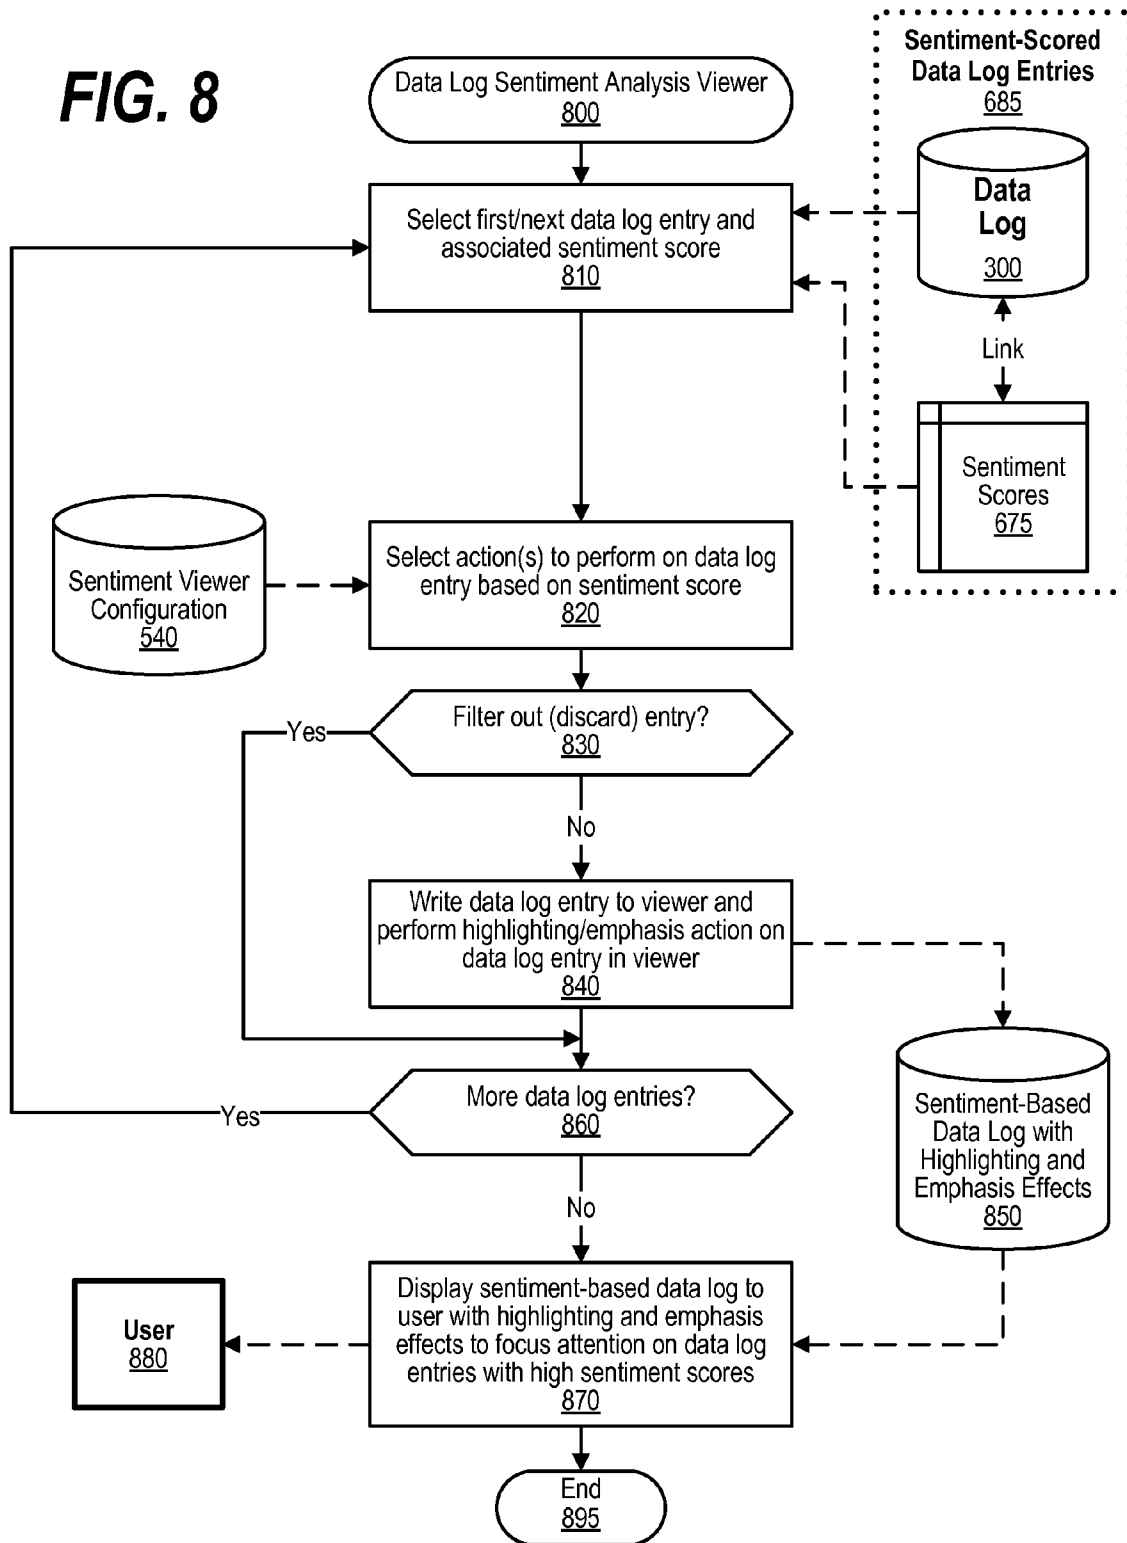 FIG. 8
Data Log Sentiment Analysis Viewer
800
Sentiment-Scored
Data Log Entries
685
Data
Log
300
Select first/next data log entry and
associated sentiment score
810
Link
Sentiment
Scores
675
Sentiment Viewer
Configuration
540
Select action(s) to perform on data log
entry based on sentiment score
820
Filter out (discard) entry?
830
Yes
No
Write data log entry to viewer and
perform highlighting/emphasis action on
data log entry in viewer
840
More data log entries?
860
Yes
No
Sentiment-Based
Data Log with
Highlighting and
Emphasis Effects
850
Display sentiment-based data log to
user with highlighting and emphasis
effects to focus attention on data log
entries with high sentiment scores
870
User
880
End
895